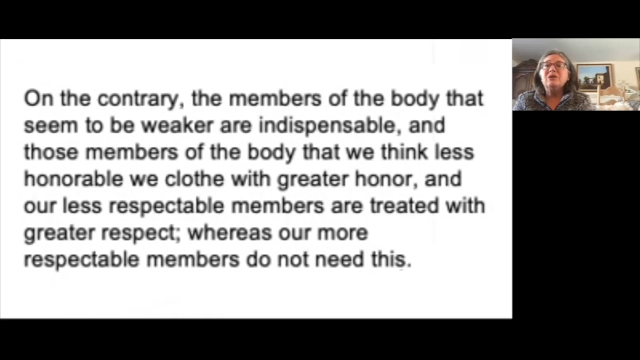 On the contrary, the members of the body that
seem to be weaker are indispensable, and
those members of the body that we think less
honorable we clothe with greater honor, and
our less respectable members are treated with
greater respect; whereas our more
respectable members do not need this.